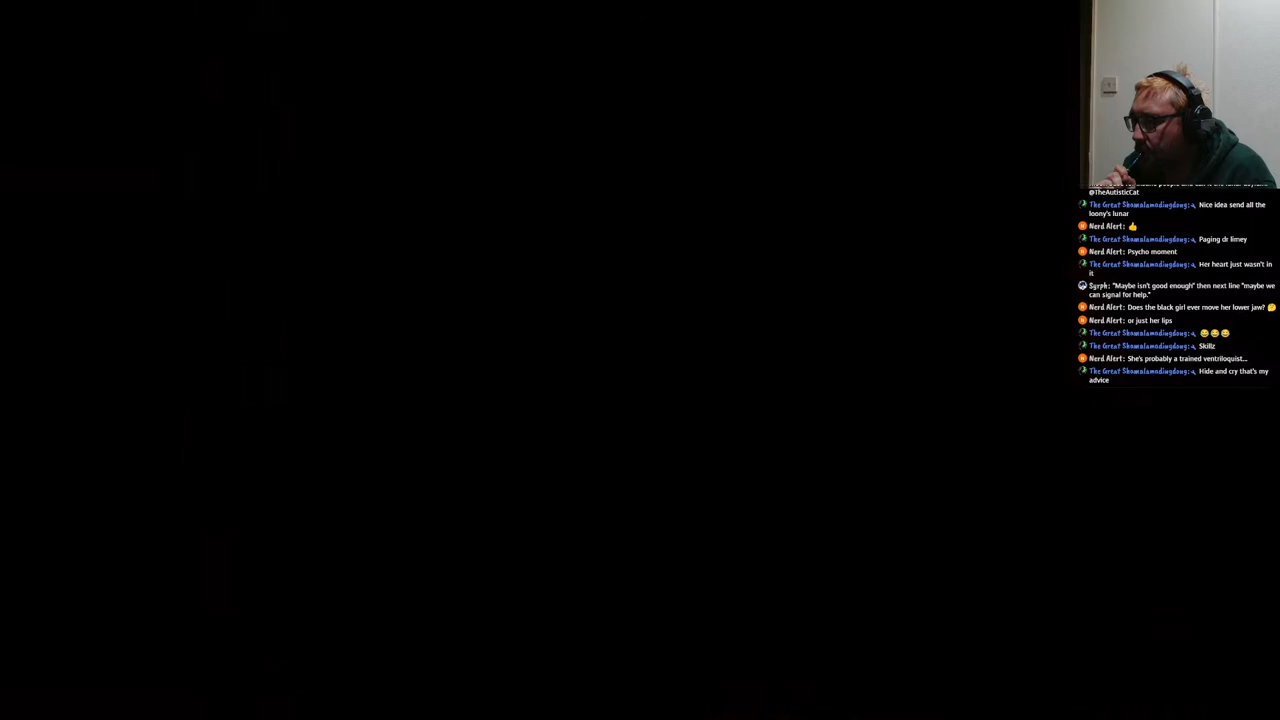 @TheAutisticCat
The Great Shamalamadingdong: Nice idea send all the
loony's lunar
Nerd Alert: 👍
The Great Shamalamadingdong: Paging dr limey
Nerd Alert: Psycho moment
The Great Shamalamadingdong: Her heart just wasn't in
it
Syrph: "Maybe isn't good enough" then next line "maybe we
can signal for help."
Nerd Alert: Does the black girl ever move her lower jaw? 🤔
Nerd Alert: or just her lips
The Great Shamalamadingdong: 😂😂😂
The Great Shamalamadingdong: Skillz
Nerd Alert: She's probably a trained ventriloquist...
The Great Shamalamadingdong: Hide and cry that's my
advice